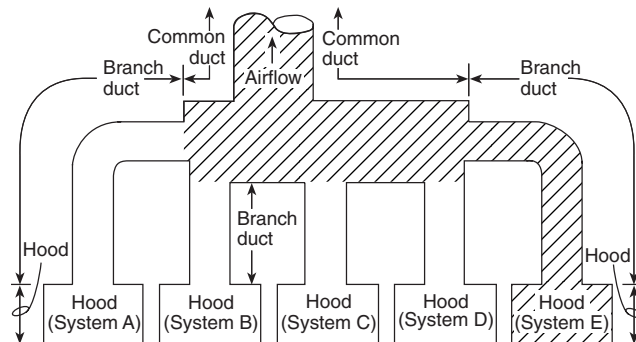 Common
duct
Common
duct
Branch
duct
Airflow
Branch
duct
Branch
duct
Hood
Hood
Hood
(System A)
Hood
(System B)
Hood
(System C)
Hood
(System D)
Hood
(System E)